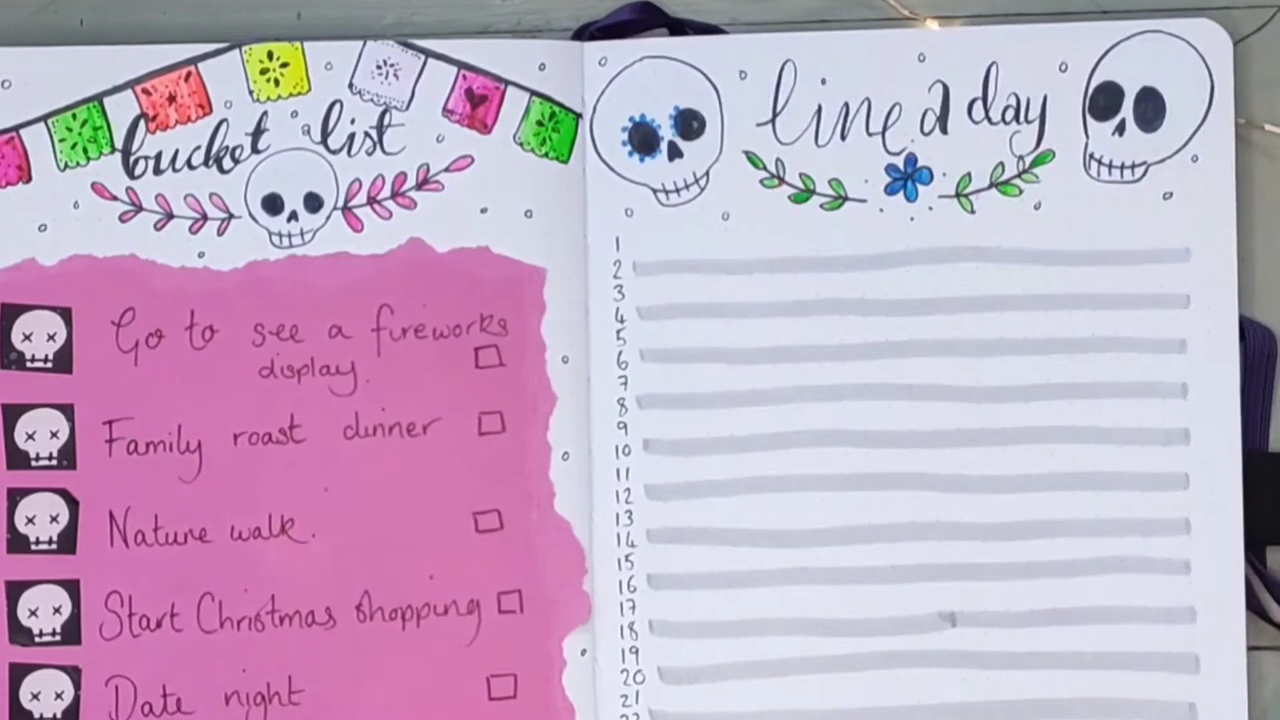 bucket list
Go to see a fireworks
display.
Family roast dinner
Nature walk.
Start Christmas shopping
Date night
line a day
1
2
3
4
5
6
7
8
9
10
11
12
13
14
15
16
17
18
19
20
21